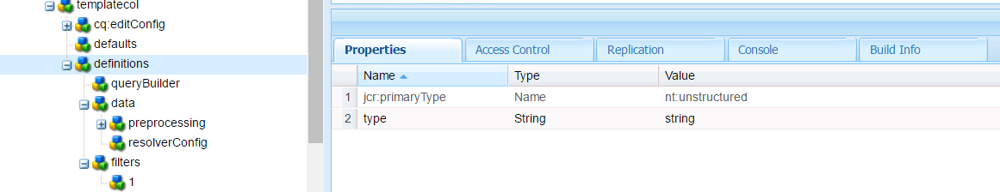 templatecol
cq:editConfig
defaults
definitions
queryBuilder
data
preprocessing
resolverConfig
filters
1
Properties Access Control Replication Console Build Info
Name Type Value
1 jcr:primaryType Name nt:unstructured
2 type String string